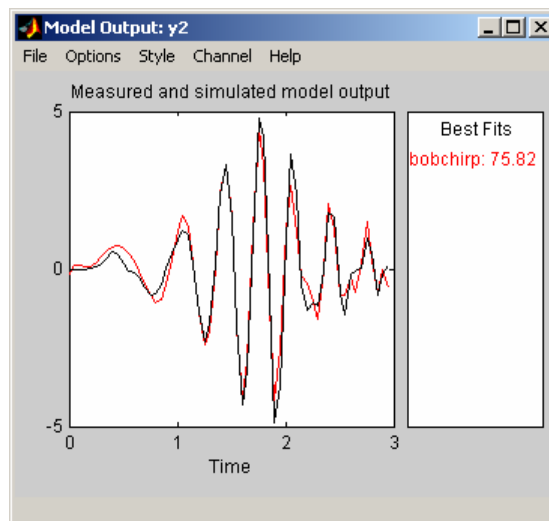 Model Output: y2
File Options Style Channel Help
Measured and simulated model output
5
0
-5
0 1 2 3
Time
Best Fits
bobchirp: 75.82